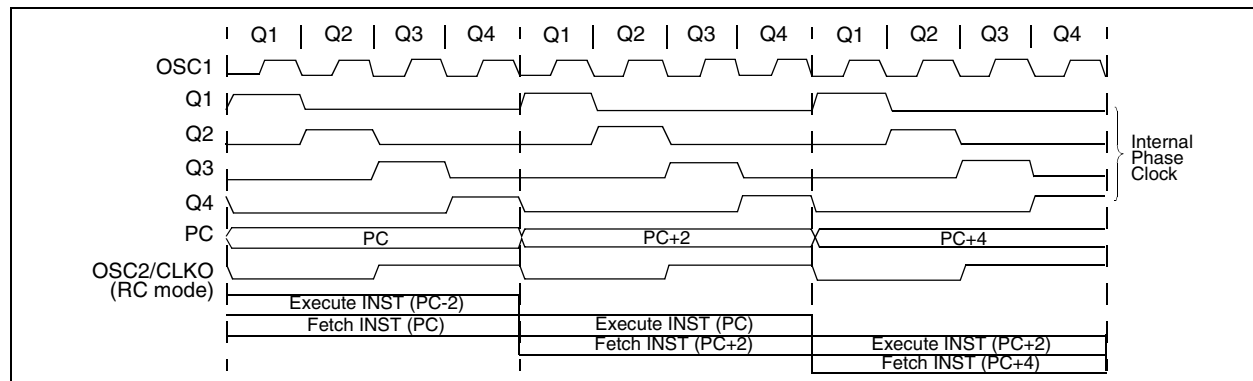 Q1 | Q2 | Q3 | Q4 | Q1 | Q2 | Q3 | Q4 | Q1 | Q2 | Q3 | Q4
OSC1
Q1
Q2
Q3
Q4
PC
PC PC+2 PC+4
OSC2/CLKO
(RC mode)
Internal
Phase
Clock
Execute INST (PC-2)
Fetch INST (PC) Execute INST (PC)
Fetch INST (PC+2) Execute INST (PC+2)
Fetch INST (PC+4)